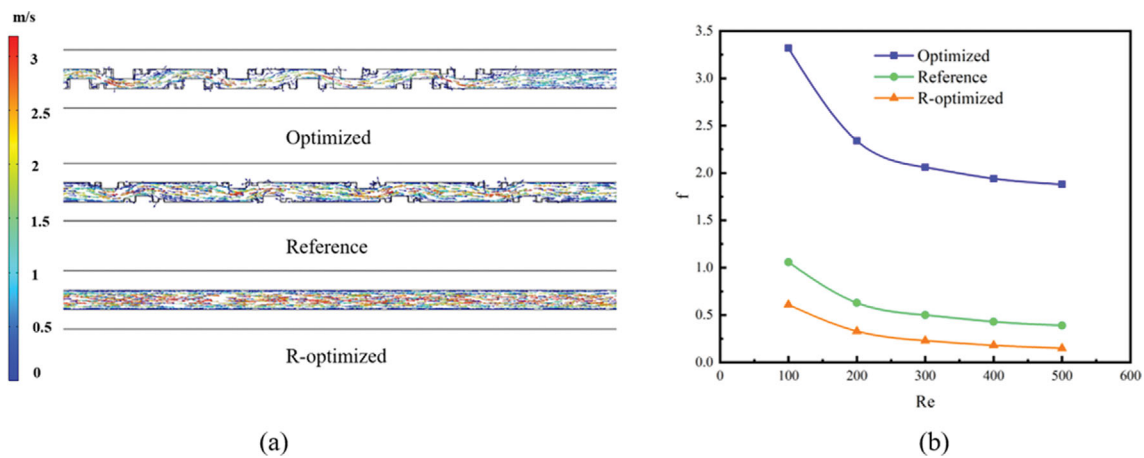 m/s
3
2.5
2
1.5
1
0.5
0
Optimized
Reference
R-optimized
(a)
3.5
3.0
2.5
2.0
1.5
1.0
0.5
0.0
f
Optimized
Reference
R-optimized
0 100 200 300 400 500 600
Re
(b)